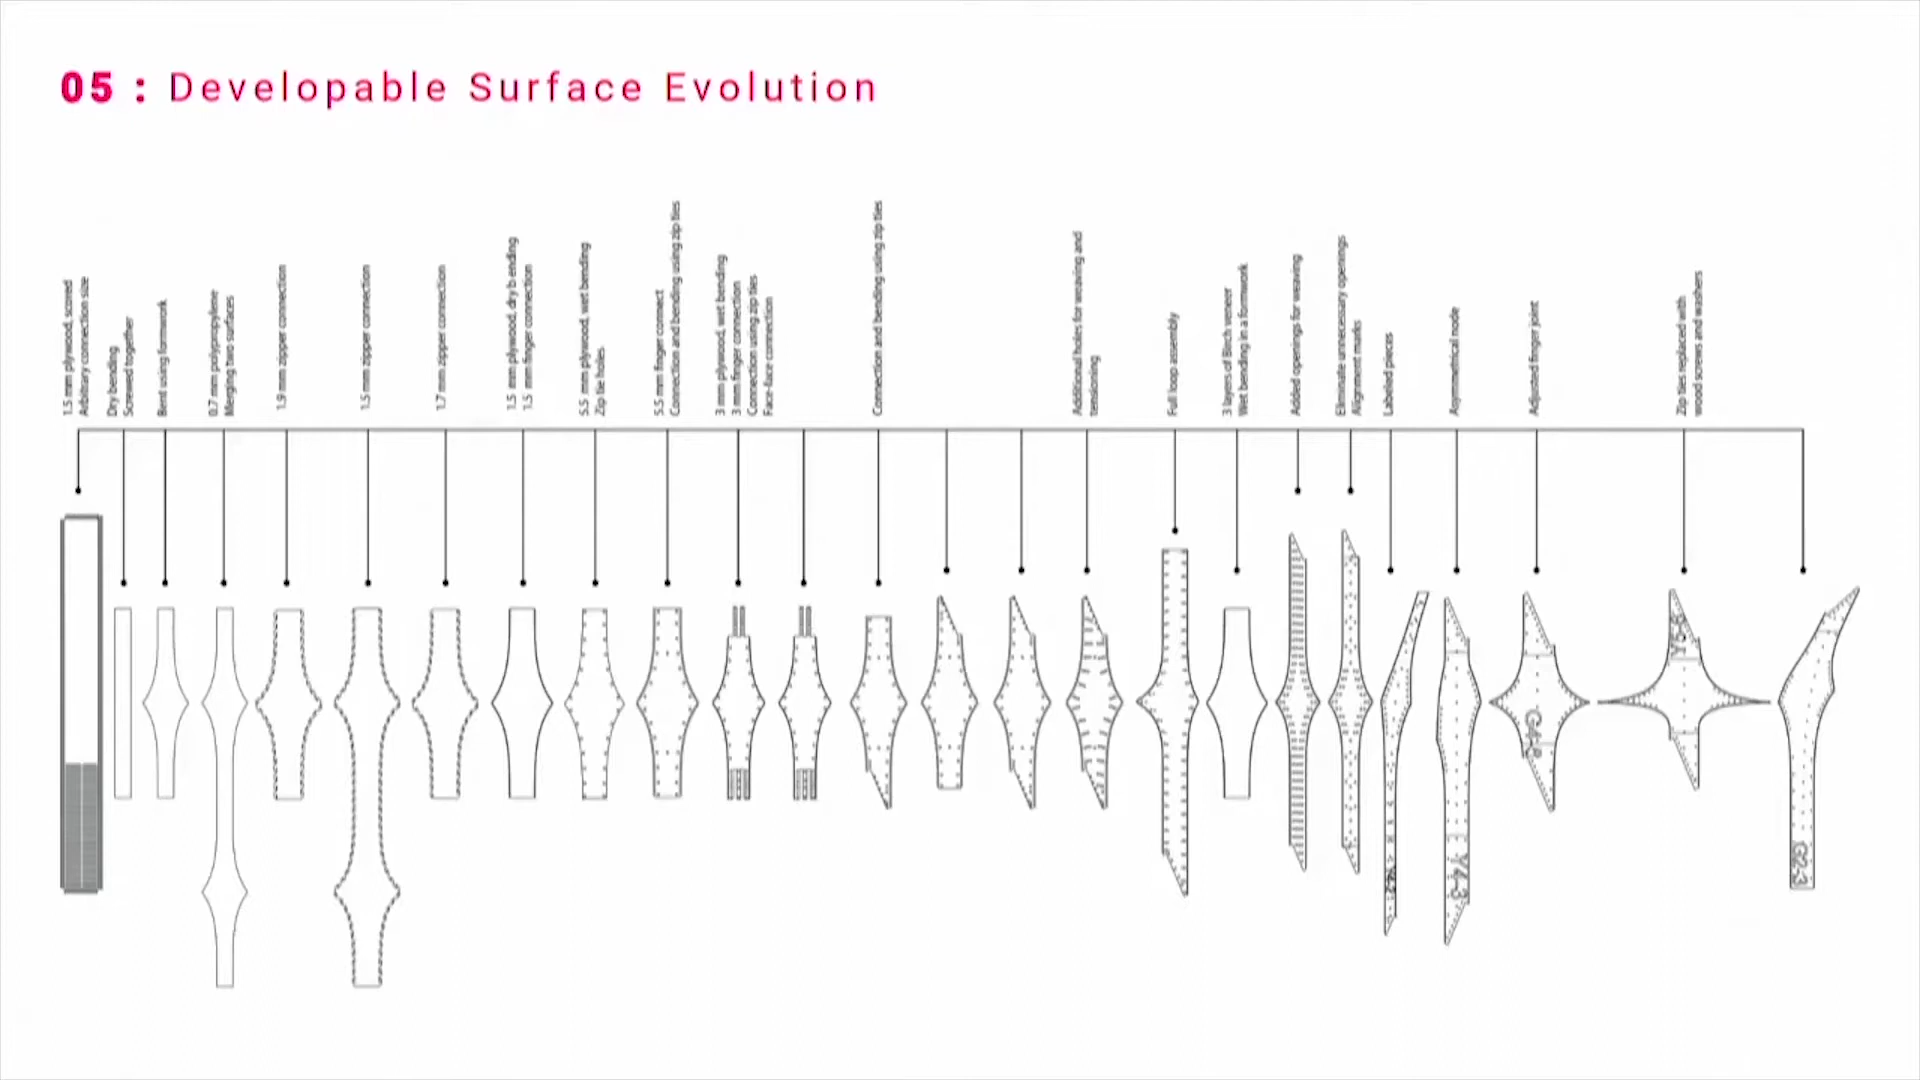 05 : Developable Surface Evolution
1.5 mm plywood, scored
Arbitrary connection size
Dry bending
Screwed together
Bent using formwork
0.7 mm polypropylene
Merging two surfaces
1.9 mm zipper connection
1.5 mm zipper connection
1.7 mm zipper connection
1.5 mm plywood, dry b ending
1.5 mm finger connection
5.5 mm plywood, wet bending
Zip tie holes
5.5 mm finger connect
Connection and bending using zip ties
3 mm plywood, wet bending
3 mm finger connection
Connection using zip ties
Face-face connection
Connection and bending using zip ties
Additional holes for weaving and
tensioning
Full loop assembly
3 layers of Birch veneer
Wet bending in a formwork
Added openings for weaving
Eliminate unnecessary openings
Alignment marks
Labeled pieces
Asymmetrical node
Adjusted finger joint
Zip ties replaced with
wood screws and washers
V4-3
G2-3